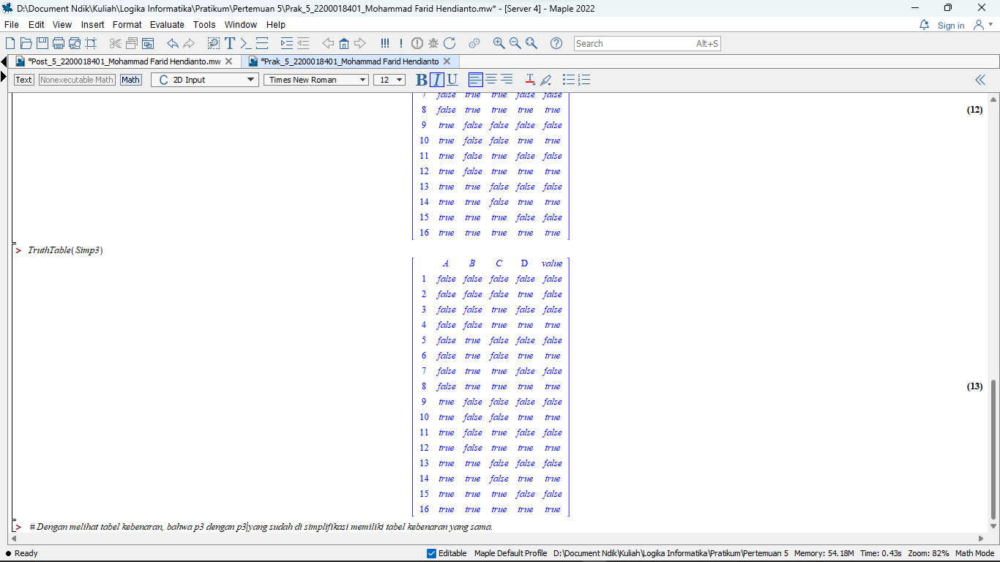 D:\Document Ndik\Kuliah\Logika Informatika\Pratikum\Pertemuan 5\Prak_5_2200018401_Mohammad Farid Hendianto.mw* - [Server 4] - Maple 2022
File Edit View Insert Format Evaluate Tools Window Help Sign in
Search Alt+S
*Post_5_2200018401_Mohammad Farid Hendianto.mw *Prak_5_2200018401_Mohammad Farid Hendianto
Text Nonexecutable Math Math C 2D Input Times New Roman 12 B I U
7 false true true false false
8 false true true true true (12)
9 true false false false false
10 true false false true true
11 true false true false false
12 true false true true true
13 true true false false false
14 true true false true true
15 true true true false false
16 true true true true true
> TruthTable(Simp3)
A B C D value
1 false false false false false
2 false false false true false
3 false false true false false
4 false false true true true
5 false true false false false
6 false true false true true
7 false true true false false
8 false true true true true (13)
9 true false false false false
10 true false false true true
11 true false true false false
12 true false true true true
13 true true false false false
14 true true false true true
15 true true true false false
16 true true true true true
> # Dengan melihat tabel kebenaran, bahwa p3 dengan p3 yang sudah di simplifikasi memiliki tabel kebenaran yang sama.
Ready Editable Maple Default Profile D:\Document Ndik\Kuliah\Logika Informatika\Pratikum\Pertemuan 5 Memory: 54.18M Time: 0.43s Zoom: 82% Math Mode